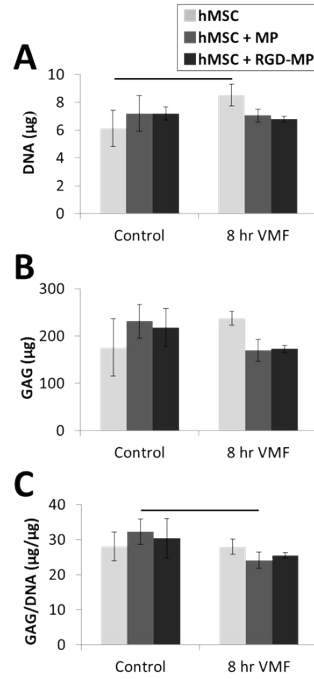 hMSC
hMSC + MP
hMSC + RGD-MP
A
DNA (µg)
10
8
6
4
2
0
Control 8 hr VMF
B
GAG (µg)
300
200
100
0
Control 8 hr VMF
C
GAG/DNA (µg/µg)
40
30
20
10
0
Control 8 hr VMF